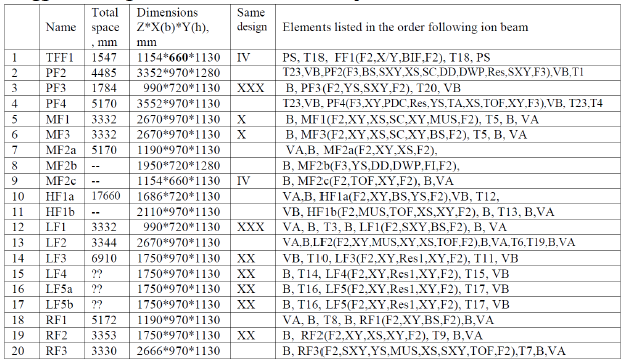 Name Total space , mm Dimensions Z*X(b)*Y(h), mm Same design Elements listed in the order following ion beam
1 TFF1 1547 1154*660*1130 IV PS, T18, FF1(F2,X/Y,BIF,F2), T18, PS
2 PF2 4485 3352*970*1280 T23,VB,PF2(F3,BS,SXY,XS,SC,DD,DWP,Res,SXY,F3),VB,T1
3 PF3 1784 990*720*1130 XXX B, PF3(F2,YS,SXY,F2), T20, VB
4 PF4 5170 3552*970*1130 T23,VB, PF4(F3,XY,PDC,Res,YS,TA,XS,TOF,XY,F3),VB, T23,T4
5 MF1 3332 2670*970*1130 X B, MF1(F2,XY,XS,SC,XY,MUS,F2), T5, B, VA
6 MF3 3332 2670*970*1130 X B, MF3(F2,XY,XS,SC,XY,BS,F2), T5, B, VA
7 MF2a 5170 1190*970*1130 VA,B, MF2a(F2,XY,XS,F2),
8 MF2b -- 1950*720*1280 B, MF2b(F3,YS,DD,DWP,FI,F2),
9 MF2c -- 1154*660*1130 IV B, MF2c(F2,TOF,XY,F2), B,VA
10 HF1a 17660 1686*720*1130 VA,B, HF1a(F2,XY,BS,YS,F2), VB, T12,
11 HF1b -- 2110*970*1130 VB, HF1b(F2,MUS,TOF,XS,XY,F2), B, T13, B,VA
12 LF1 3332 990*720*1130 XXX VA, B, T3, B, LF1(F2,SXY,BS,F2), B, VA
13 LF2 3344 2670*970*1130 VA,B,LF2(F2,XY,MUS,XY,XS,TOF,F2),B,VA,T6,T19,B,VA
14 LF3 6910 1750*970*1130 XX VB, T10, LF3(F2,XY,Res1,XY,F2), T11, VB
15 LF4 ?? 1750*970*1130 XX B, T14, LF4(F2,XY,Res1,XY,F2), T15, VB
16 LF5a ?? 1750*970*1130 XX B, T16, LF5(F2,XY,Res1,XY,F2), T17, VB
17 LF5b ?? 1750*970*1130 XX B, T16, LF5(F2,XY,Res1,XY,F2), T17, VB
18 RF1 5172 1190*970*1130 VA, B, T8, B, RF1(F2,XY,BS,F2),B,VA
19 RF2 3353 1750*970*1130 XX B, RF2(F2,XY,XS,XY,F2), T9, B,VA
20 RF3 3330 2666*970*1130 B, RF3(F2,SXY,YS,MUS,XS,SXY,TOF,F2),T7,B,VA